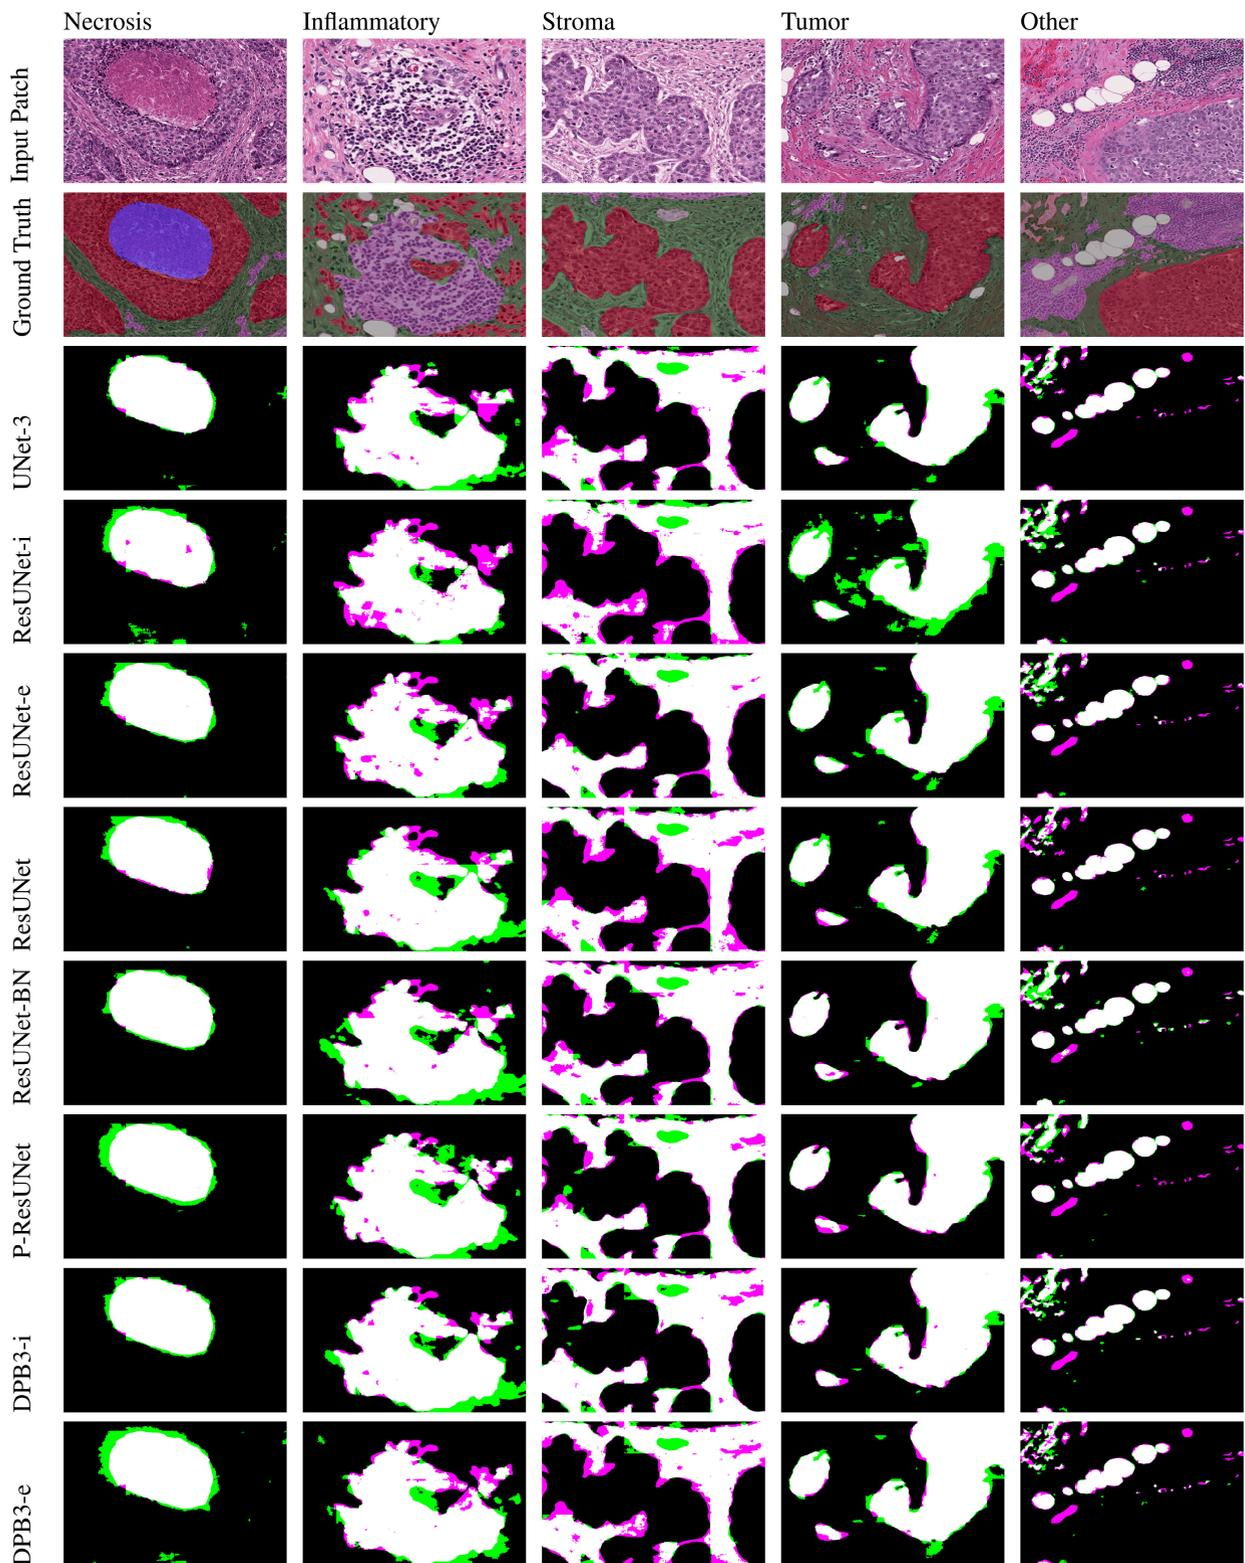 Necrosis Inflammatory Stroma Tumor Other
Input Patch
Ground Truth
UNet-3
ResUNet-i
ResUNet-e
ResUNet
ResUNet-BN
P-ResUNet
DPB3-i
DPB3-e